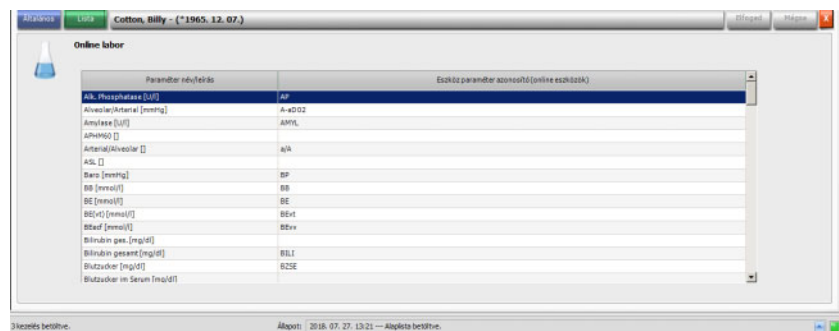 Általános Lista Cotton, Billy - (*1965. 12. 07.) Elfogad Mégse X
Online labor
Paraméter név/leírás Eszköz paraméter azonosító (online eszközök)
Alk. Phosphatase [U/l] AP
Alveolar/Arterial [mmHg] A-aDO2
Amylase [U/l] AMYL
APHM60 []
Arterial/Alveolar [] a/A
ASL []
Baro [mmHg] BP
BB [mmol/l] BB
BE [mmol/l] BE
BE(vt) [mmol/l] BEvt
BEecf [mmol/l] BEvv
Bilirubin ges. [mg/dl]
Bilirubin gesamt [mg/dl] BILI
Blutzucker [mg/dl] BZSE
Blutzucker im Serum [mg/dl]
3 kezelés betöltve. Állapot: 2018. 07. 27. 13:21 --- Alaplista betöltve.